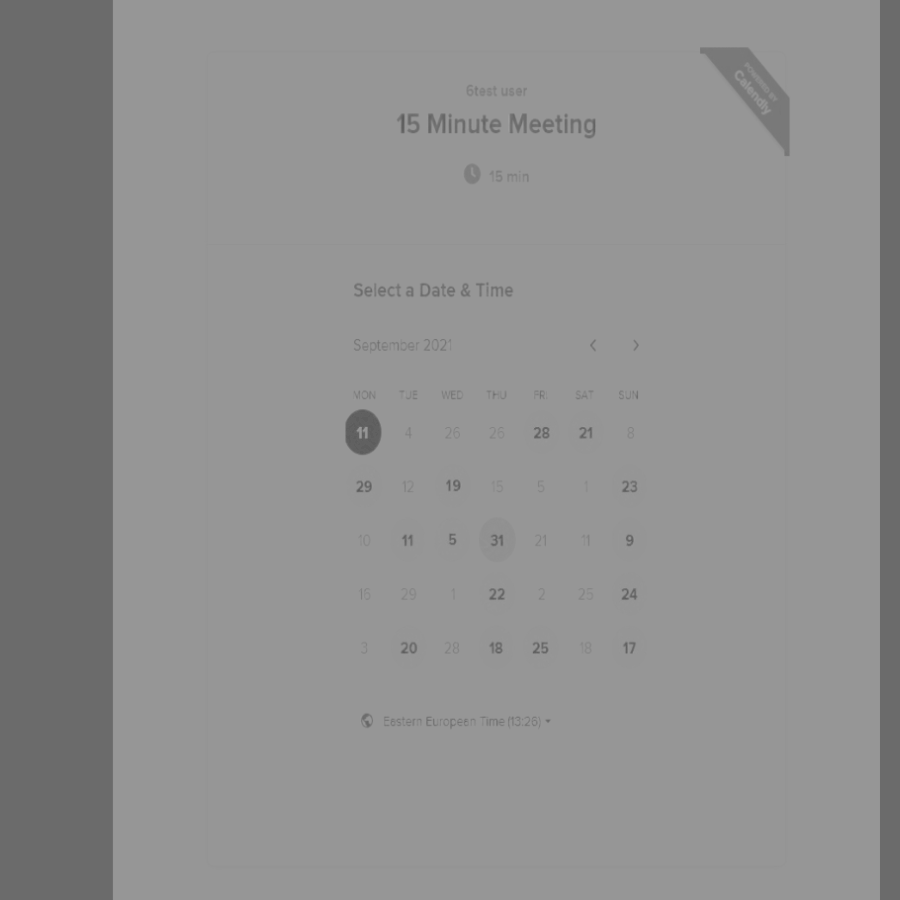 POWERED BY
Calendly
6test user
15 Minute Meeting
15 min
Select a Date & Time
September 2021
MON TUE WED THU FRI SAT SUN
11 4 26 26 28 21 8
29 12 19 15 5 1 23
10 11 5 31 21 11 9
15 29 1 22 2 25 24
3 20 28 18 25 18 17
Eastern European Time (13:26)